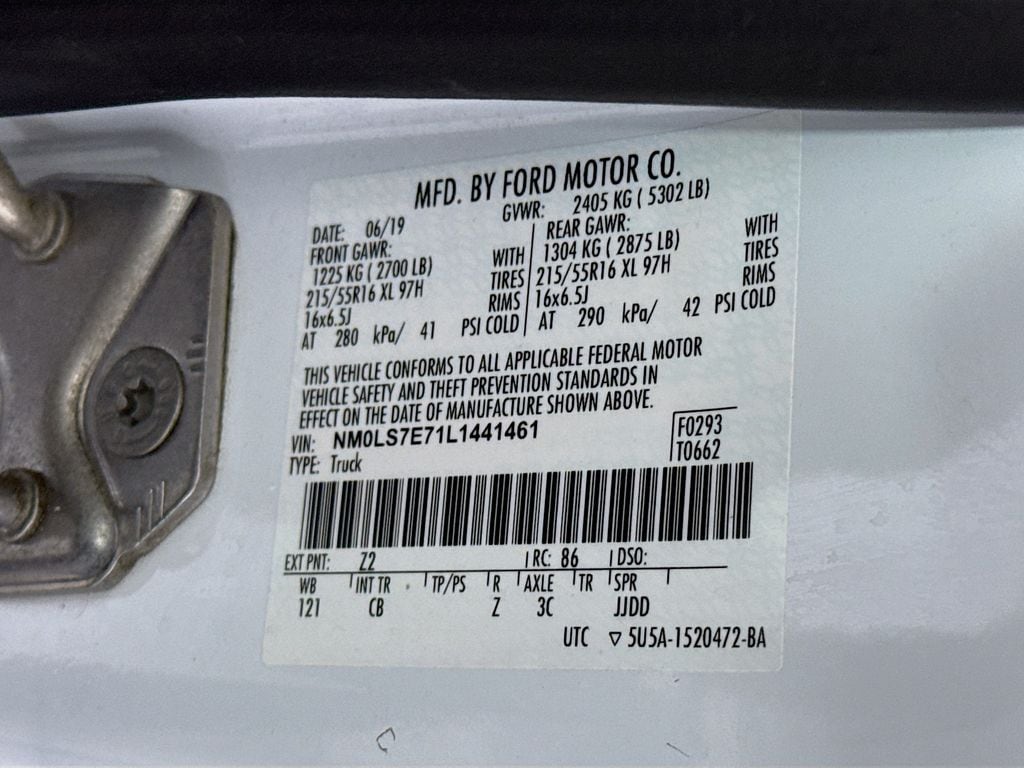 MFD. BY FORD MOTOR CO.
DATE: 06/19 GVWR: 2405 KG ( 5302 LB)
FRONT GAWR: WITH REAR GAWR: WITH
1225 KG ( 2700 LB) TIRES 1304 KG ( 2875 LB) TIRES
215/55R16 XL 97H RIMS 215/55R16 XL 97H RIMS
16x6.5J 16x6.5J
AT 280 kPa/ 41 PSI COLD AT 290 kPa/ 42 PSI COLD
THIS VEHICLE CONFORMS TO ALL APPLICABLE FEDERAL MOTOR
VEHICLE SAFETY AND THEFT PREVENTION STANDARDS IN
EFFECT ON THE DATE OF MANUFACTURE SHOWN ABOVE.
VIN: NM0LS7E71L1441461 F0293
TYPE: Truck T0662
EXT PNT: Z2 RC: 86 DSO:
WB INT TR TP/PS R AXLE TR SPR
121 CB Z 3C JJDD
UTC ▽ 5U5A-1520472-BA